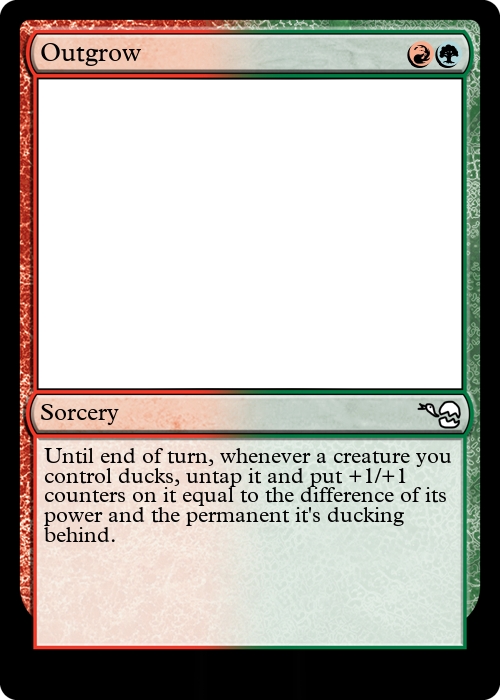 Outgrow
Sorcery
Until end of turn, whenever a creature you
control ducks, untap it and put +1/+1
counters on it equal to the difference of its
power and the permanent it's ducking
behind.